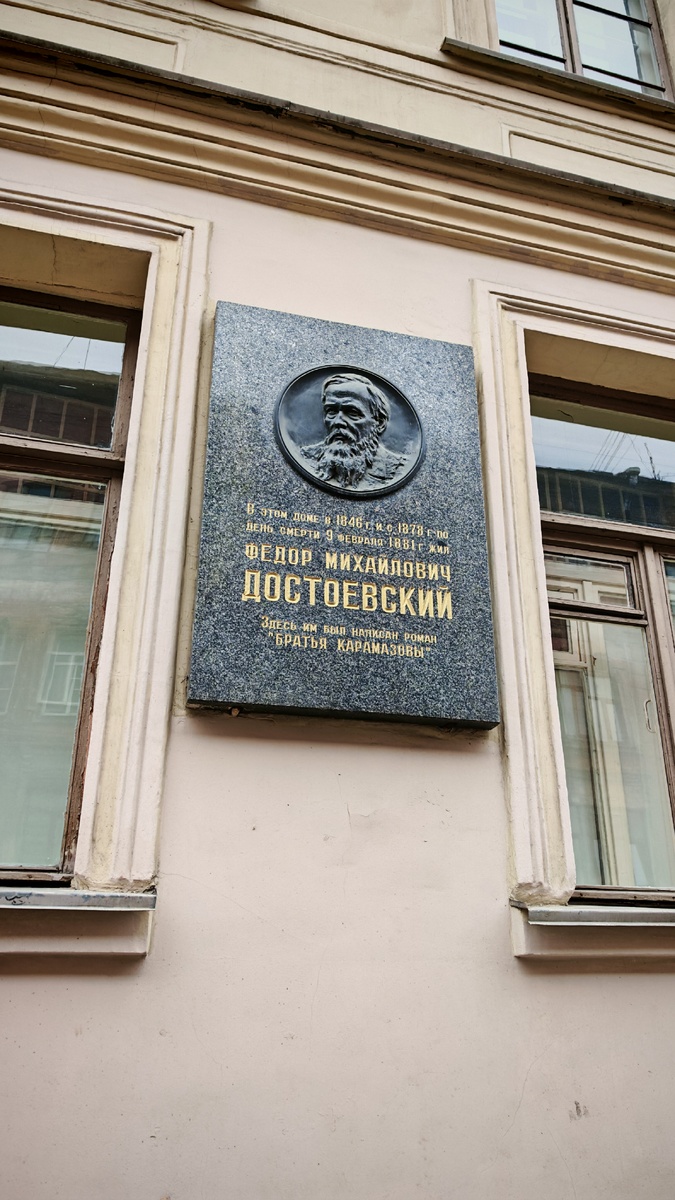 В этом доме в 1846 г. и с 1878 г. по
день смерти 9 февраля 1881 г. жил
ФЕДОР МИХАЙЛОВИЧ
ДОСТОЕВСКИЙ
Здесь им был написан роман
"БРАТЬЯ КАРАМАЗОВЫ"